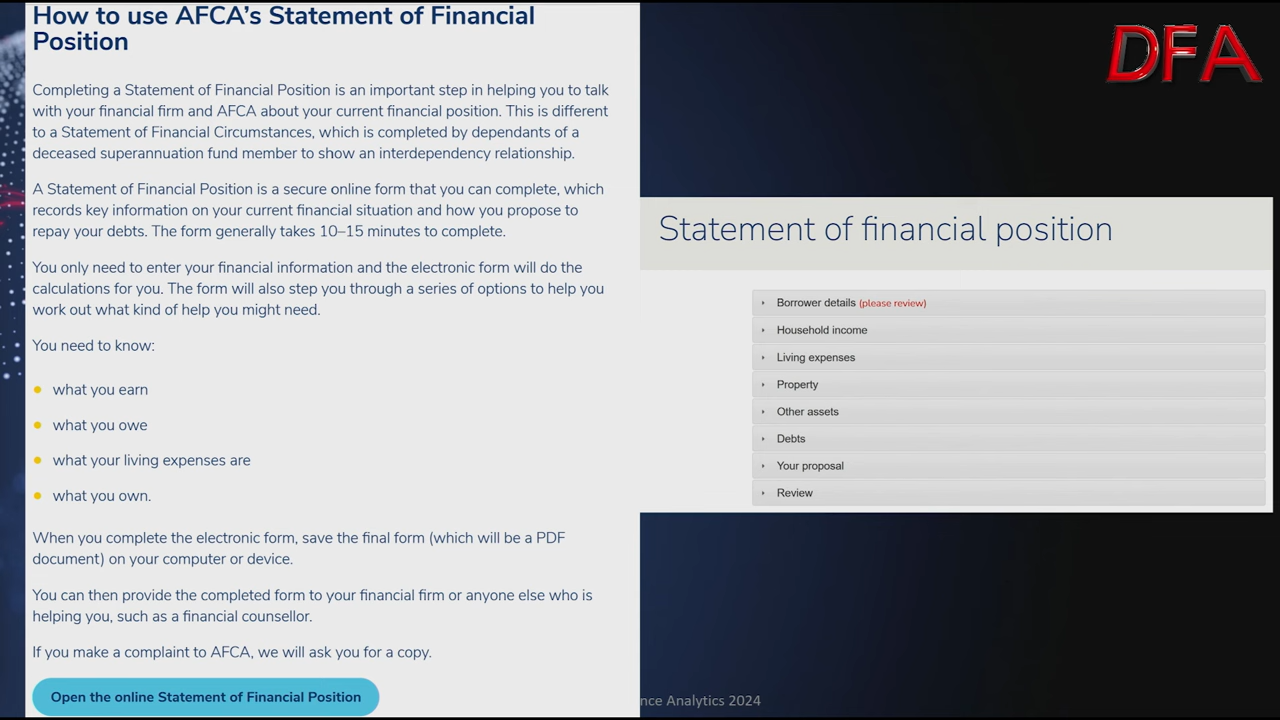 How to use AFCA’s Statement of Financial
Position
Completing a Statement of Financial Position is an important step in helping you to talk
with your financial firm and AFCA about your current financial position. This is different
to a Statement of Financial Circumstances, which is completed by dependants of a
deceased superannuation fund member to show an interdependency relationship.
A Statement of Financial Position is a secure online form that you can complete, which
records key information on your current financial situation and how you propose to
repay your debts. The form generally takes 10–15 minutes to complete.
You only need to enter your financial information and the electronic form will do the
calculations for you. The form will also step you through a series of options to help you
work out what kind of help you might need.
You need to know:
what you earn
what you owe
what your living expenses are
what you own.
When you complete the electronic form, save the final form (which will be a PDF
document) on your computer or device.
You can then provide the completed form to your financial firm or anyone else who is
helping you, such as a financial counsellor.
If you make a complaint to AFCA, we will ask you for a copy.
Open the online Statement of Financial Position
DFA
Statement of financial position
Borrower details (please review)
Household income
Living expenses
Property
Other assets
Debts
Your proposal
Review
nce Analytics 2024